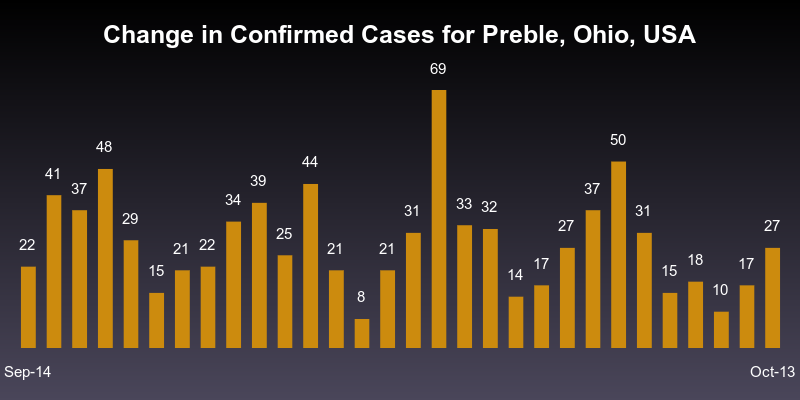 Change in Confirmed Cases for Preble, Ohio, USA
22 41 37 48 29 15 21 22 34 39 25 44 21 8 21 31 69 33 32 14 17 27 37 50 31 15 18 10 17 27
Sep-14 Oct-13